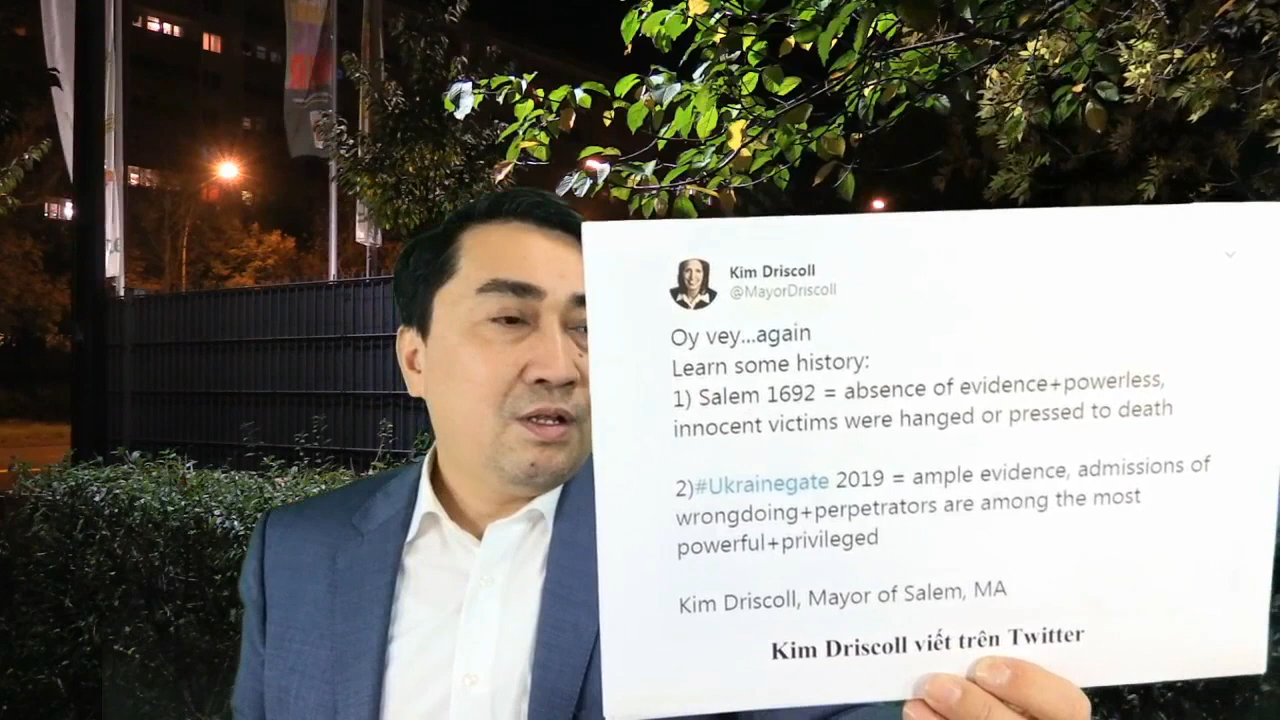 Kim Driscoll
@MayorDriscoll
Oy vey...again
Learn some history:
1) Salem 1692 = absence of evidence+powerless,
innocent victims were hanged or pressed to death
2)#Ukrainegate 2019 = ample evidence, admissions of
wrongdoing+perpetrators are among the most
powerful+privileged
Kim Driscoll, Mayor of Salem, MA
Kim Driscoll viết trên Twitter